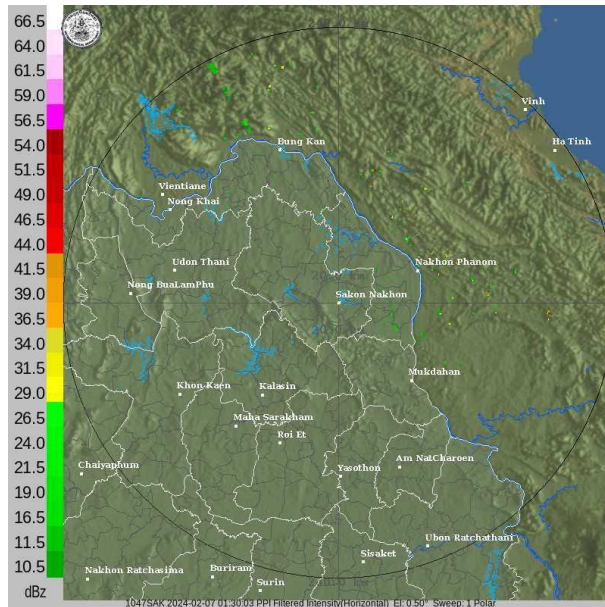 66.5
64.0
61.5
59.0
56.5
54.0
51.5
49.0
46.5
44.0
41.5
39.0
36.5
34.0
29.0
26.5
24.0
21.5
19.0
16.5
11.5
10.5
dBz
Vinh
Ha Tinh
Bung Kan
Vientiane
Nong Khai
Udon Thani
Nakhon Phanom
Nong BuaLamPhu
Sakon Nakhon
Mukdahan
Khon Kaen
Kalasin
Maha Sarakham
Roi Et
Chaiyaphum
Yasothon
Am NatCharoen
Ubon Ratchathani
Sisaket
Nakhon Ratchasima
Buriram
Surin
1047SAK 2024-02-07 01:30:03 PPI Filtered Intensity(Horizontal) El: 0.50° Sweep: 1 Polar